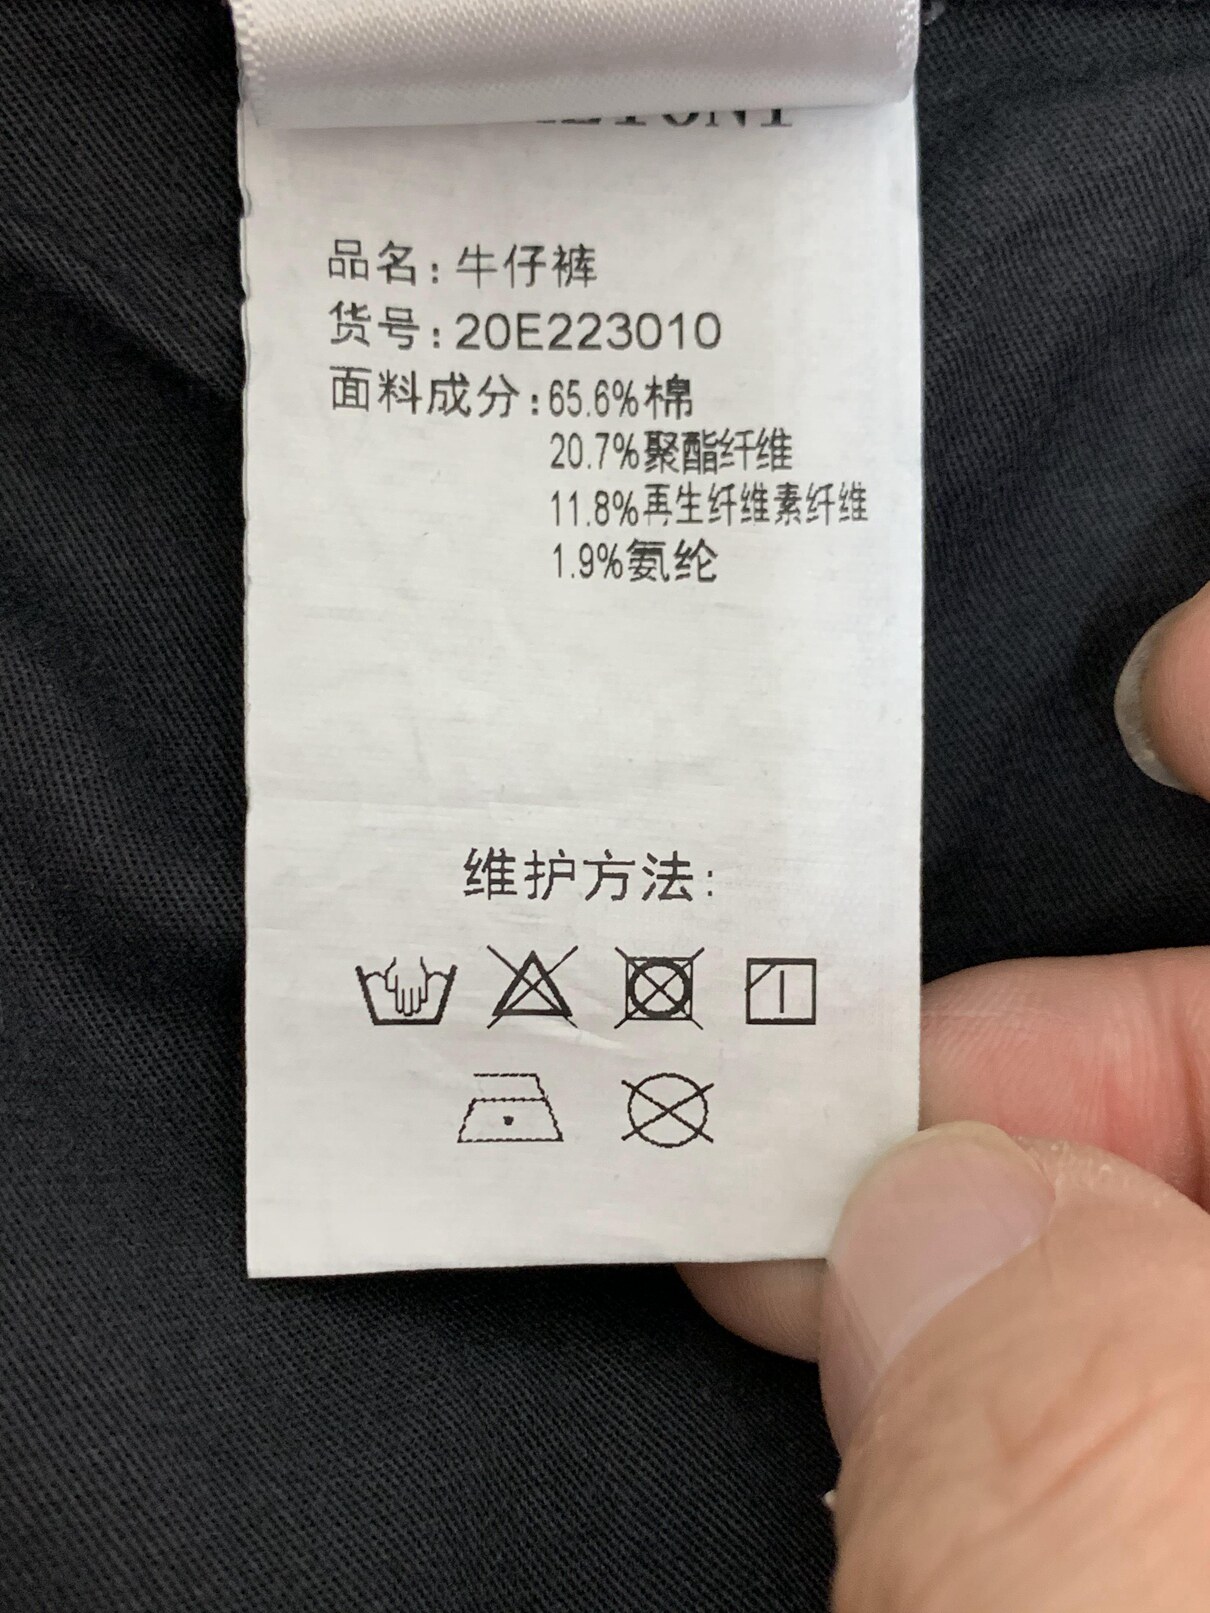 品名:牛仔裤
货号:20E223010
面料成分:65.6%棉
20.7%聚酯纤维
11.8%再生纤维素纤维
1.9%氨纶
维护方法: